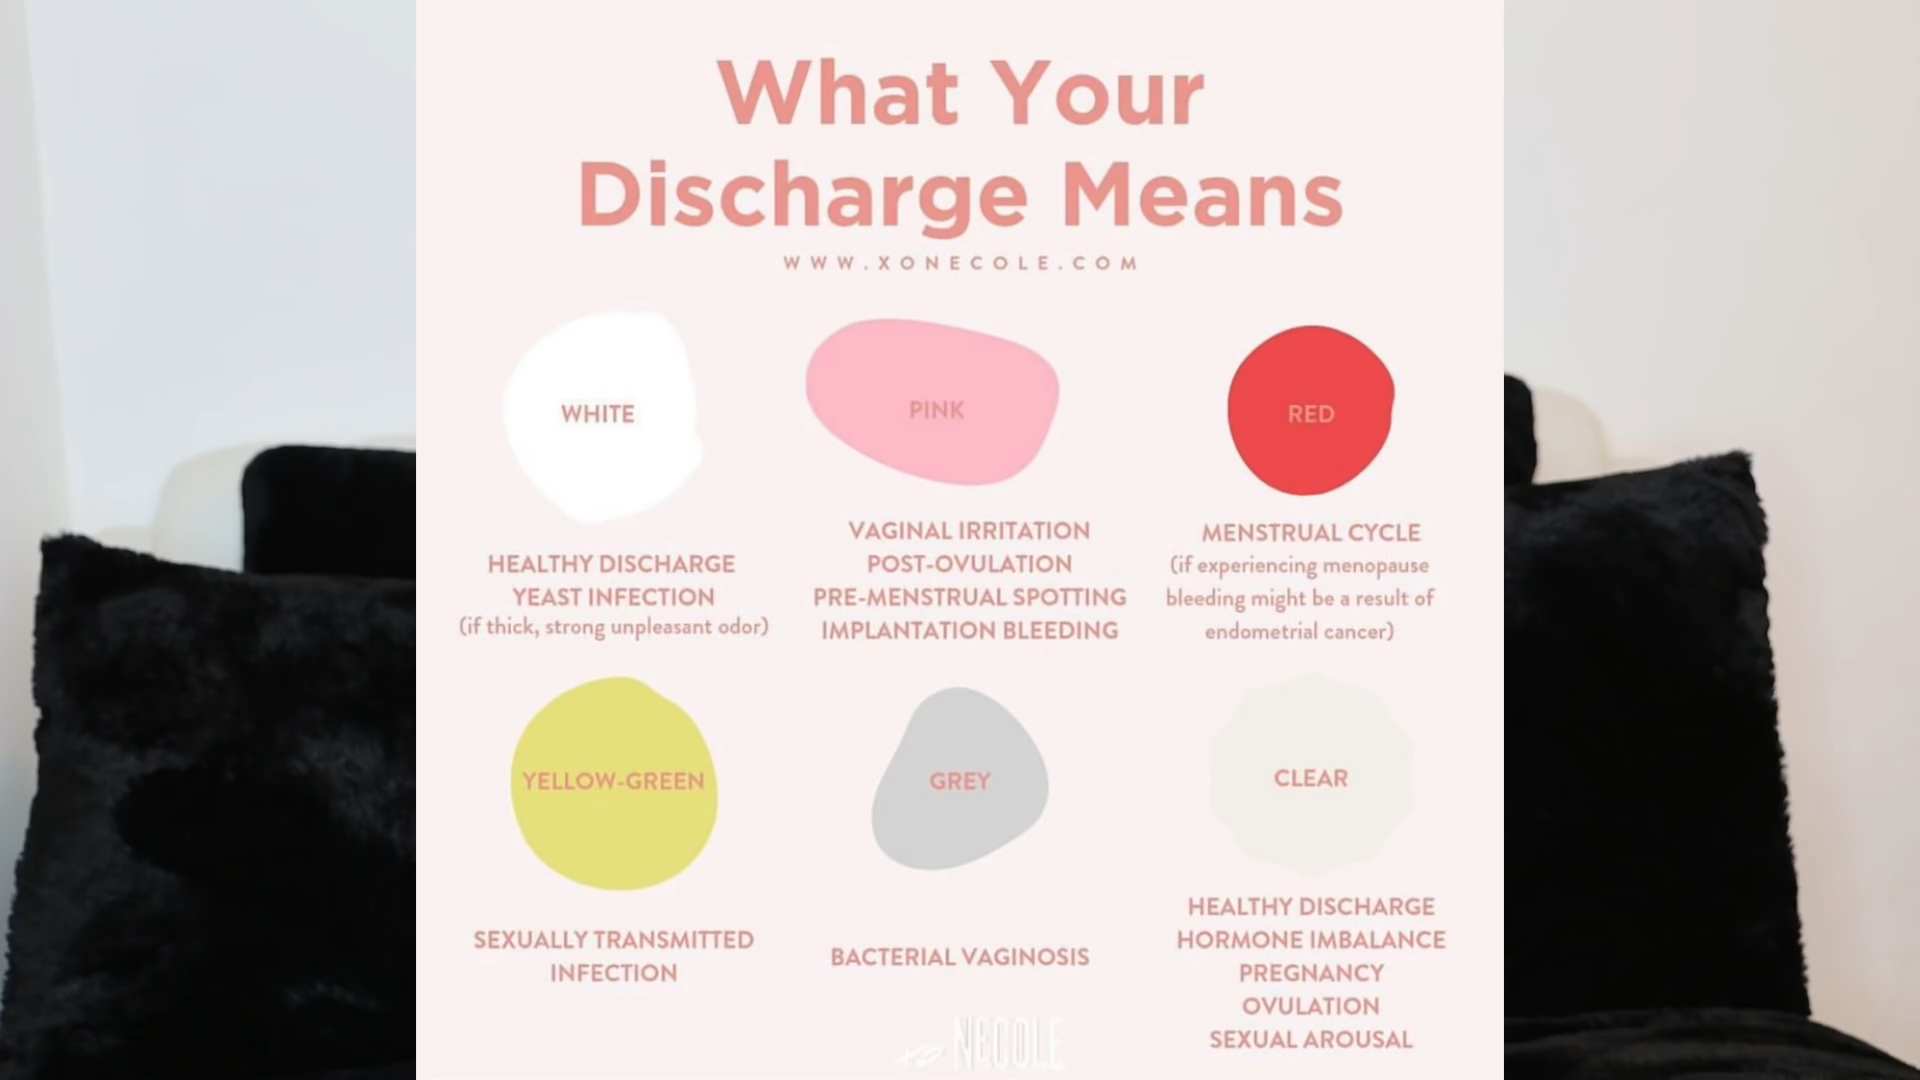 What Your
Discharge Means
WWW.XONECOLE.COM
WHITE
HEALTHY DISCHARGE
YEAST INFECTION
(if thick, strong unpleasant odor)
PINK
VAGINAL IRRITATION
POST-OVULATION
PRE-MENSTRUAL SPOTTING
IMPLANTATION BLEEDING
RED
MENSTRUAL CYCLE
(if experiencing menopause
bleeding might be a result of
endometrial cancer)
YELLOW-GREEN
SEXUALLY TRANSMITTED
INFECTION
GREY
BACTERIAL VAGINOSIS
CLEAR
HEALTHY DISCHARGE
HORMONE IMBALANCE
PREGNANCY
OVULATION
SEXUAL AROUSAL
xo NECOLE